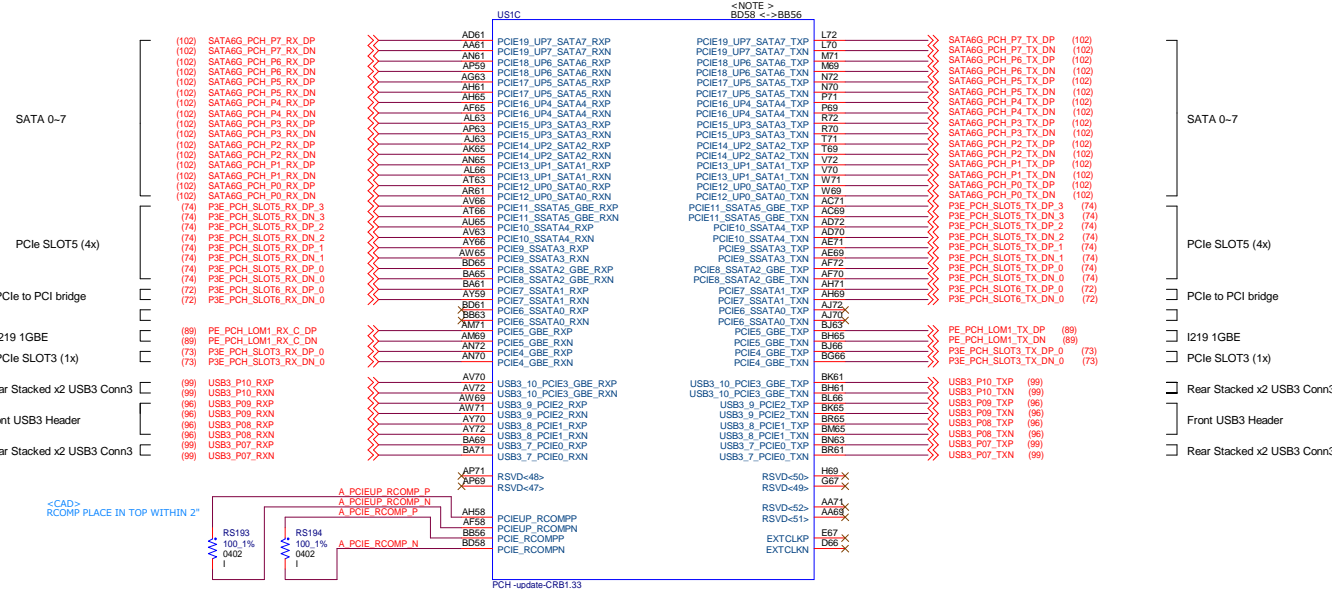 <NOTE >
US1C BD58 <->BB56
(102) SATA6G_PCH_P7_RX_DP AD61 PCIE19_UP7_SATA7_RXP PCIE19_UP7_SATA7_TXP L72 SATA6G_PCH_P7_TX_DP (102)
(102) SATA6G_PCH_P7_RX_DN AA61 PCIE19_UP7_SATA7_RXN PCIE19_UP7_SATA7_TXN L70 SATA6G_PCH_P7_TX_DN (102)
(102) SATA6G_PCH_P6_RX_DP AN61 PCIE18_UP6_SATA6_RXP PCIE18_UP6_SATA6_TXP M71 SATA6G_PCH_P6_TX_DP (102)
(102) SATA6G_PCH_P6_RX_DN AP59 PCIE18_UP6_SATA6_RXN PCIE18_UP6_SATA6_TXN M69 SATA6G_PCH_P6_TX_DN (102)
(102) SATA6G_PCH_P5_RX_DP AG63 PCIE17_UP5_SATA5_RXP PCIE17_UP5_SATA5_TXP N72 SATA6G_PCH_P5_TX_DP (102)
(102) SATA6G_PCH_P5_RX_DN AH61 PCIE17_UP5_SATA5_RXN PCIE17_UP5_SATA5_TXN N70 SATA6G_PCH_P5_TX_DN (102)
(102) SATA6G_PCH_P4_RX_DP AH65 PCIE16_UP4_SATA4_RXP PCIE16_UP4_SATA4_TXP P71 SATA6G_PCH_P4_TX_DP (102)
(102) SATA6G_PCH_P4_RX_DN AF65 PCIE16_UP4_SATA4_RXN PCIE16_UP4_SATA4_TXN P69 SATA6G_PCH_P4_TX_DN (102)
SATA 0~7 (102) SATA6G_PCH_P3_RX_DP AL63 PCIE15_UP3_SATA3_RXP PCIE15_UP3_SATA3_TXP R72 SATA6G_PCH_P3_TX_DP (102) SATA 0~7
(102) SATA6G_PCH_P3_RX_DN AP63 PCIE15_UP3_SATA3_RXN PCIE15_UP3_SATA3_TXN R70 SATA6G_PCH_P3_TX_DN (102)
(102) SATA6G_PCH_P2_RX_DP AJ63 PCIE14_UP2_SATA2_RXP PCIE14_UP2_SATA2_TXP T71 SATA6G_PCH_P2_TX_DP (102)
(102) SATA6G_PCH_P2_RX_DN AK65 PCIE14_UP2_SATA2_RXN PCIE14_UP2_SATA2_TXN T69 SATA6G_PCH_P2_TX_DN (102)
(102) SATA6G_PCH_P1_RX_DP AN65 PCIE13_UP1_SATA1_RXP PCIE13_UP1_SATA1_TXP V72 SATA6G_PCH_P1_TX_DP (102)
(102) SATA6G_PCH_P1_RX_DN AL66 PCIE13_UP1_SATA1_RXN PCIE13_UP1_SATA1_TXN V70 SATA6G_PCH_P1_TX_DN (102)
(102) SATA6G_PCH_P0_RX_DP AT63 PCIE12_UP0_SATA0_RXP PCIE12_UP0_SATA0_TXP W71 SATA6G_PCH_P0_TX_DP (102)
(102) SATA6G_PCH_P0_RX_DN AR61 PCIE12_UP0_SATA0_RXN PCIE12_UP0_SATA0_TXN W69 SATA6G_PCH_P0_TX_DN (102)
(74) P3E_PCH_SLOT5_RX_DP_3 AV66 PCIE11_SSATA5_GBE_RXP PCIE11_SSATA5_GBE_TXP AC71 P3E_PCH_SLOT5_TX_DP_3 (74)
(74) P3E_PCH_SLOT5_RX_DN_3 AT66 PCIE11_SSATA5_GBE_RXN PCIE11_SSATA5_GBE_TXN AC69 P3E_PCH_SLOT5_TX_DN_3 (74)
(74) P3E_PCH_SLOT5_RX_DP_2 AU65 PCIE10_SSATA4_RXP PCIE10_SSATA4_TXP AD72 P3E_PCH_SLOT5_TX_DP_2 (74)
(74) P3E_PCH_SLOT5_RX_DN_2 AV63 PCIE10_SSATA4_RXN PCIE10_SSATA4_TXN AD70 P3E_PCH_SLOT5_TX_DN_2 (74)
PCIe SLOT5 (4x) (74) P3E_PCH_SLOT5_RX_DP_1 AY66 PCIE9_SSATA3_RXP PCIE9_SSATA3_TXP AE71 P3E_PCH_SLOT5_TX_DP_1 (74) PCIe SLOT5 (4x)
(74) P3E_PCH_SLOT5_RX_DN_1 AW65 PCIE9_SSATA3_RXN PCIE9_SSATA3_TXN AE69 P3E_PCH_SLOT5_TX_DN_1 (74)
(74) P3E_PCH_SLOT5_RX_DP_0 BD65 PCIE8_SSATA2_GBE_RXP PCIE8_SSATA2_GBE_TXP AF72 P3E_PCH_SLOT5_TX_DP_0 (74)
(74) P3E_PCH_SLOT5_RX_DN_0 BA65 PCIE8_SSATA2_GBE_RXN PCIE8_SSATA2_GBE_TXN AF70 P3E_PCH_SLOT5_TX_DN_0 (74)
PCIe to PCI bridge (72) P3E_PCH_SLOT6_RX_DP_0 BA61 PCIE7_SSATA1_RXP PCIE7_SSATA1_TXP AH71 P3E_PCH_SLOT6_TX_DP_0 (72) PCIe to PCI bridge
(72) P3E_PCH_SLOT6_RX_DN_0 AY59 PCIE7_SSATA1_RXN PCIE7_SSATA1_TXN AH69 P3E_PCH_SLOT6_TX_DN_0 (72)
BD61 PCIE6_SSATA0_RXP PCIE6_SSATA0_TXP AJ72
BB63 PCIE6_SSATA0_RXN PCIE6_SSATA0_TXN AJ70
219 1GBE (89) PE_PCH_LOM1_RX_C_DP AM71 PCIE5_GBE_RXP PCIE5_GBE_TXP BJ63 PE_PCH_LOM1_TX_DP (89) I219 1GBE
(89) PE_PCH_LOM1_RX_C_DN AM69 PCIE5_GBE_RXN PCIE5_GBE_TXN BH65 PE_PCH_LOM1_TX_DN (89)
PCIe SLOT3 (1x) (73) P3E_PCH_SLOT3_RX_DP_0 AN72 PCIE4_GBE_RXP PCIE4_GBE_TXP BJ66 P3E_PCH_SLOT3_TX_DP_0 (73) PCIe SLOT3 (1x)
(73) P3E_PCH_SLOT3_RX_DN_0 AN70 PCIE4_GBE_RXN PCIE4_GBE_TXN BG66 P3E_PCH_SLOT3_TX_DN_0 (73)
ar Stacked x2 USB3 Conn3 (99) USB3_P10_RXP AV70 USB3_10_PCIE3_GBE_RXP USB3_10_PCIE3_GBE_TXP BK61 USB3_P10_TXP (99) Rear Stacked x2 USB3 Conn3
(99) USB3_P10_RXN AV72 USB3_10_PCIE3_GBE_RXN USB3_10_PCIE3_GBE_TXN BH61 USB3_P10_TXN (99)
(96) USB3_P09_RXP AW69 USB3_9_PCIE2_RXP USB3_9_PCIE2_TXP BL66 USB3_P09_TXP (96)
(96) USB3_P09_RXN AW71 USB3_9_PCIE2_RXN USB3_9_PCIE2_TXN BK65 USB3_P09_TXN (96)
nt USB3 Header (96) USB3_P08_RXP AY70 USB3_8_PCIE1_RXP USB3_8_PCIE1_TXP BR65 USB3_P08_TXP (96) Front USB3 Header
(96) USB3_P08_RXN AY72 USB3_8_PCIE1_RXN USB3_8_PCIE1_TXN BM65 USB3_P08_TXN (96)
ar Stacked x2 USB3 Conn3 (99) USB3_P07_RXP BA69 USB3_7_PCIE0_RXP USB3_7_PCIE0_TXP BN63 USB3_P07_TXP (99) Rear Stacked x2 USB3 Conn3
(99) USB3_P07_RXN BA71 USB3_7_PCIE0_RXN USB3_7_PCIE0_TXN BR61 USB3_P07_TXN (99)
AP71 RSVD<48> RSVD<50> H69
AP69 RSVD<47> RSVD<49> G67
A_PCIEUP_RCOMP_P
<CAD> A_PCIEUP_RCOMP_N RSVD<52> AA71
RCOMP PLACE IN TOP WITHIN 2" A_PCIE_RCOMP_P AH58 PCIEUP_RCOMPP RSVD<51> AA69
AF58 PCIEUP_RCOMPN
RS193 RS194 BB56 PCIE_RCOMPP EXTCLKP E67
100_1% 100_1% A_PCIE_RCOMP_N BD58 PCIE_RCOMPN EXTCLKN D66
0402 0402
I I
PCH -update-CRB1.33